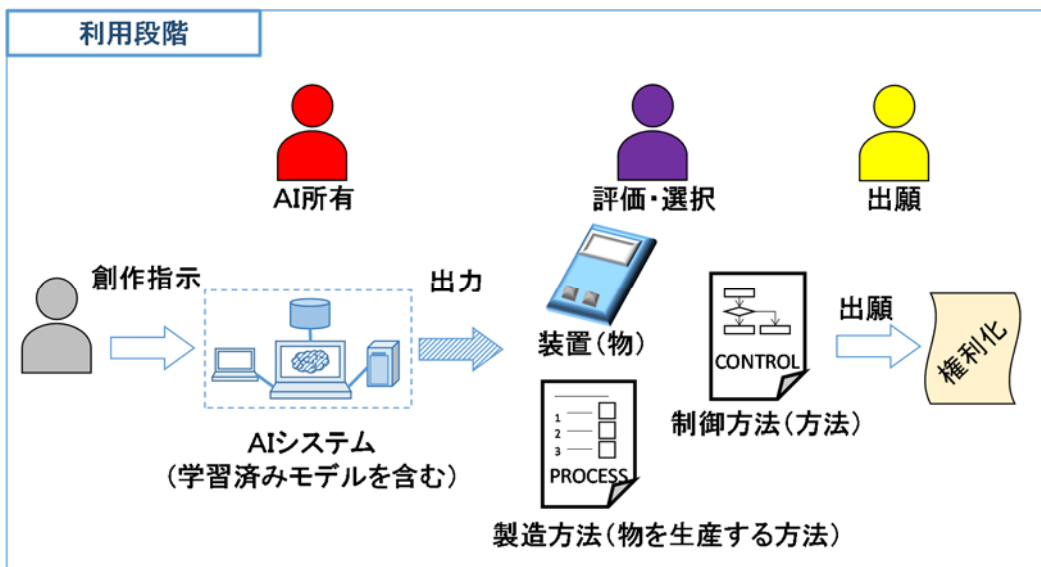 利用段階
AI所有
評価・選択
出願
創作指示
出力
出願
装置(物)
CONTROL
権利化
制御方法(方法)
AIシステム
(学習済みモデルを含む)
1
2
3
PROCESS
製造方法(物を生産する方法)